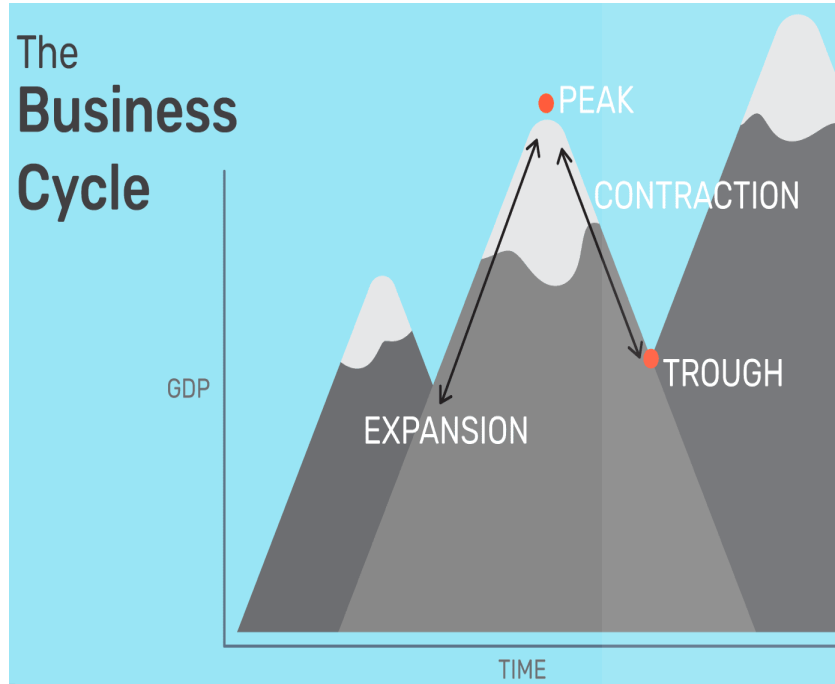 The
Business
Cycle
PEAK
CONTRACTION
TROUGH
GDP
EXPANSION
TIME